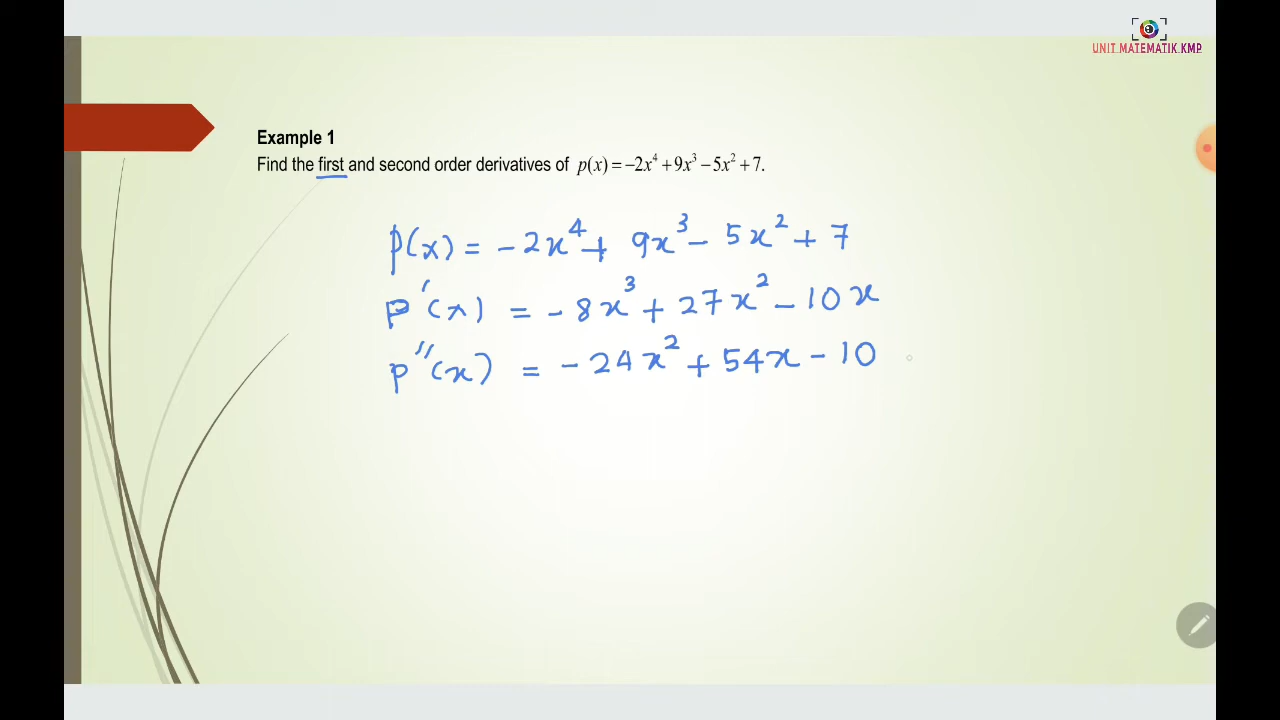 UNIT MATEMATIK.KMP
Example 1
Find the first and second order derivatives of p(x) = −2x⁴ + 9x³ − 5x² + 7.
p(x) = − 2x⁴ + 9x³ − 5x² + 7
p'(x) = − 8x³ + 27x² − 10x
p''(x) = − 24x² + 54x − 10